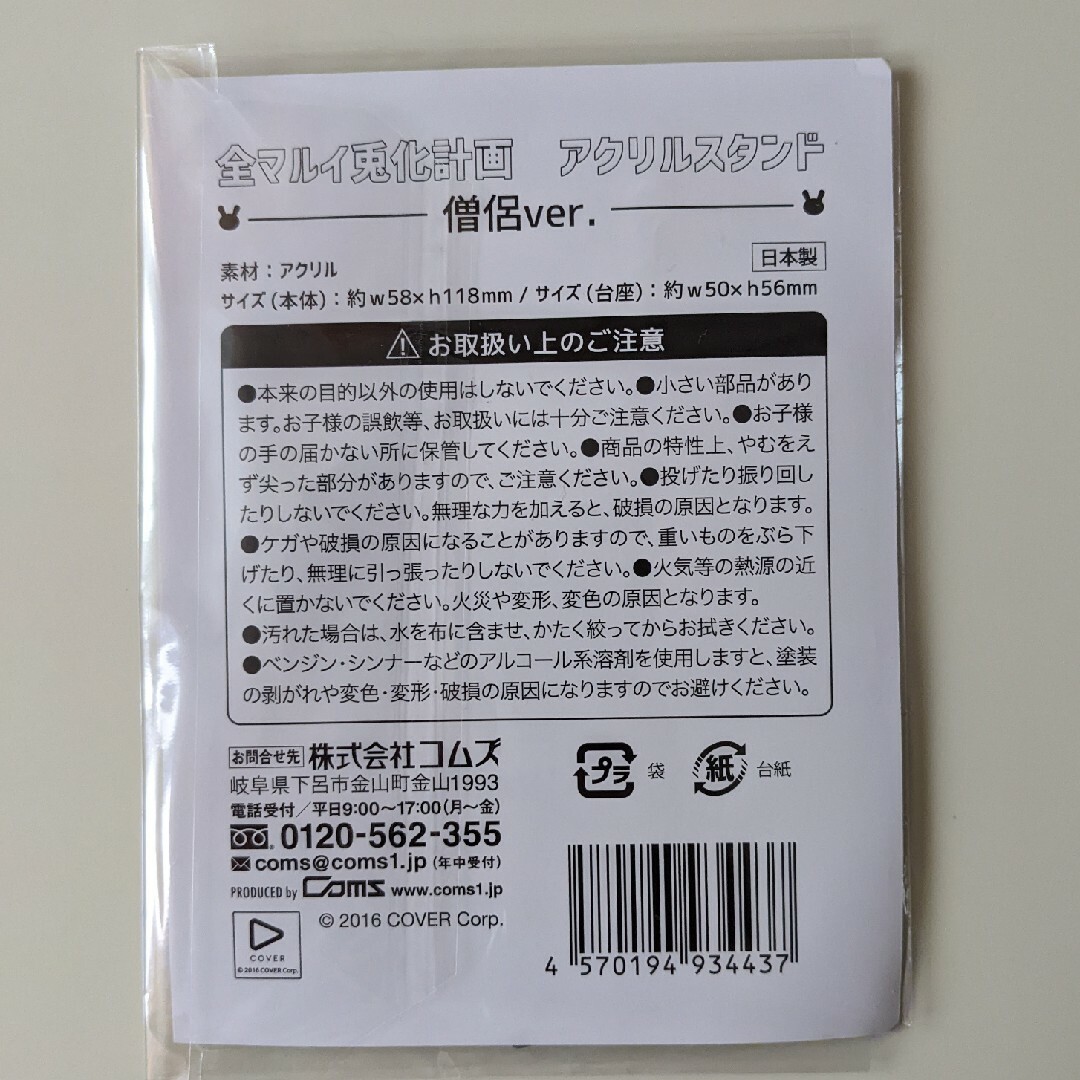 全マルイ兎化計画　アクリルスタンド
僧侶ver.
日本製
素材：アクリル
サイズ(本体)：約w58×h118mm / サイズ(台座)：約w50×h56mm
お取扱い上のご注意
●本来の目的以外の使用はしないでください。●小さい部品があり
ます。お子様の誤飲等、お取扱いには十分ご注意ください。●お子様
の手の届かない所に保管してください。●商品の特性上、やむをえ
ず尖った部分がありますので、ご注意ください。●投げたり振り回し
たりしないでください。無理な力を加えると、破損の原因となります。
●ケガや破損の原因になることがありますので、重いものをぶら下
げたり、無理に引っ張ったりしないでください。●火気等の熱源の近
くに置かないでください。火災や変形、変色の原因となります。
●汚れた場合は、水を布に含ませ、かたく絞ってからお拭きください。
●ベンジン・シンナーなどのアルコール系溶剤を使用しますと、塗装
の剥がれや変色・変形・破損の原因になりますのでお避けください。
お問合せ先 株式会社コムズ
岐阜県下呂市金山町金山1993
電話受付／平日9:00〜17:00(月〜金)
0120-562-355
coms@coms1.jp (年中受付)
PRODUCED by Coms www.coms1.jp
© 2016 COVER Corp.
COVER
© 2016 COVER Corp.
プラ 袋
紙 台紙
4 570194 934437